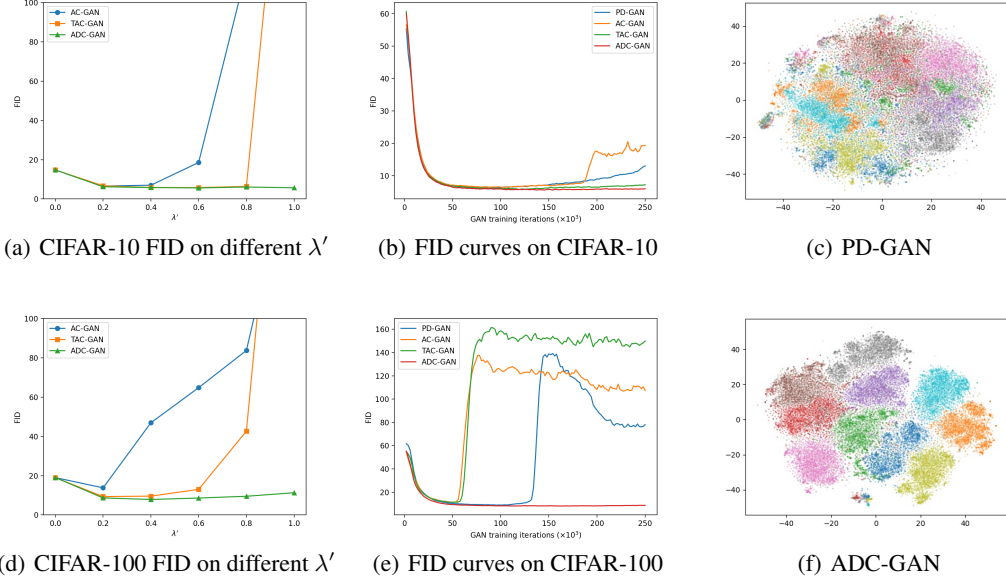 100
80
60
40
20
0
FID
AC-GAN
TAC-GAN
ADC-GAN
0.0 0.2 0.4 0.6 0.8 1.0
λ′
(a) CIFAR-10 FID on different λ′
60
50
40
30
20
10
FID
PD-GAN
AC-GAN
TAC-GAN
ADC-GAN
0 50 100 150 200 250
GAN training iterations (×10³)
(b) FID curves on CIFAR-10
40
20
0
−20
−40
−40 −20 0 20 40
(c) PD-GAN
100
80
60
40
20
0
FID
AC-GAN
TAC-GAN
ADC-GAN
0.0 0.2 0.4 0.6 0.8 1.0
λ′
(d) CIFAR-100 FID on different λ′
160
140
120
100
80
60
40
20
FID
PD-GAN
AC-GAN
TAC-GAN
ADC-GAN
0 50 100 150 200 250
GAN training iterations (×10³)
(e) FID curves on CIFAR-100
40
20
0
−20
−40
−40 −20 0 20 40
(f) ADC-GAN